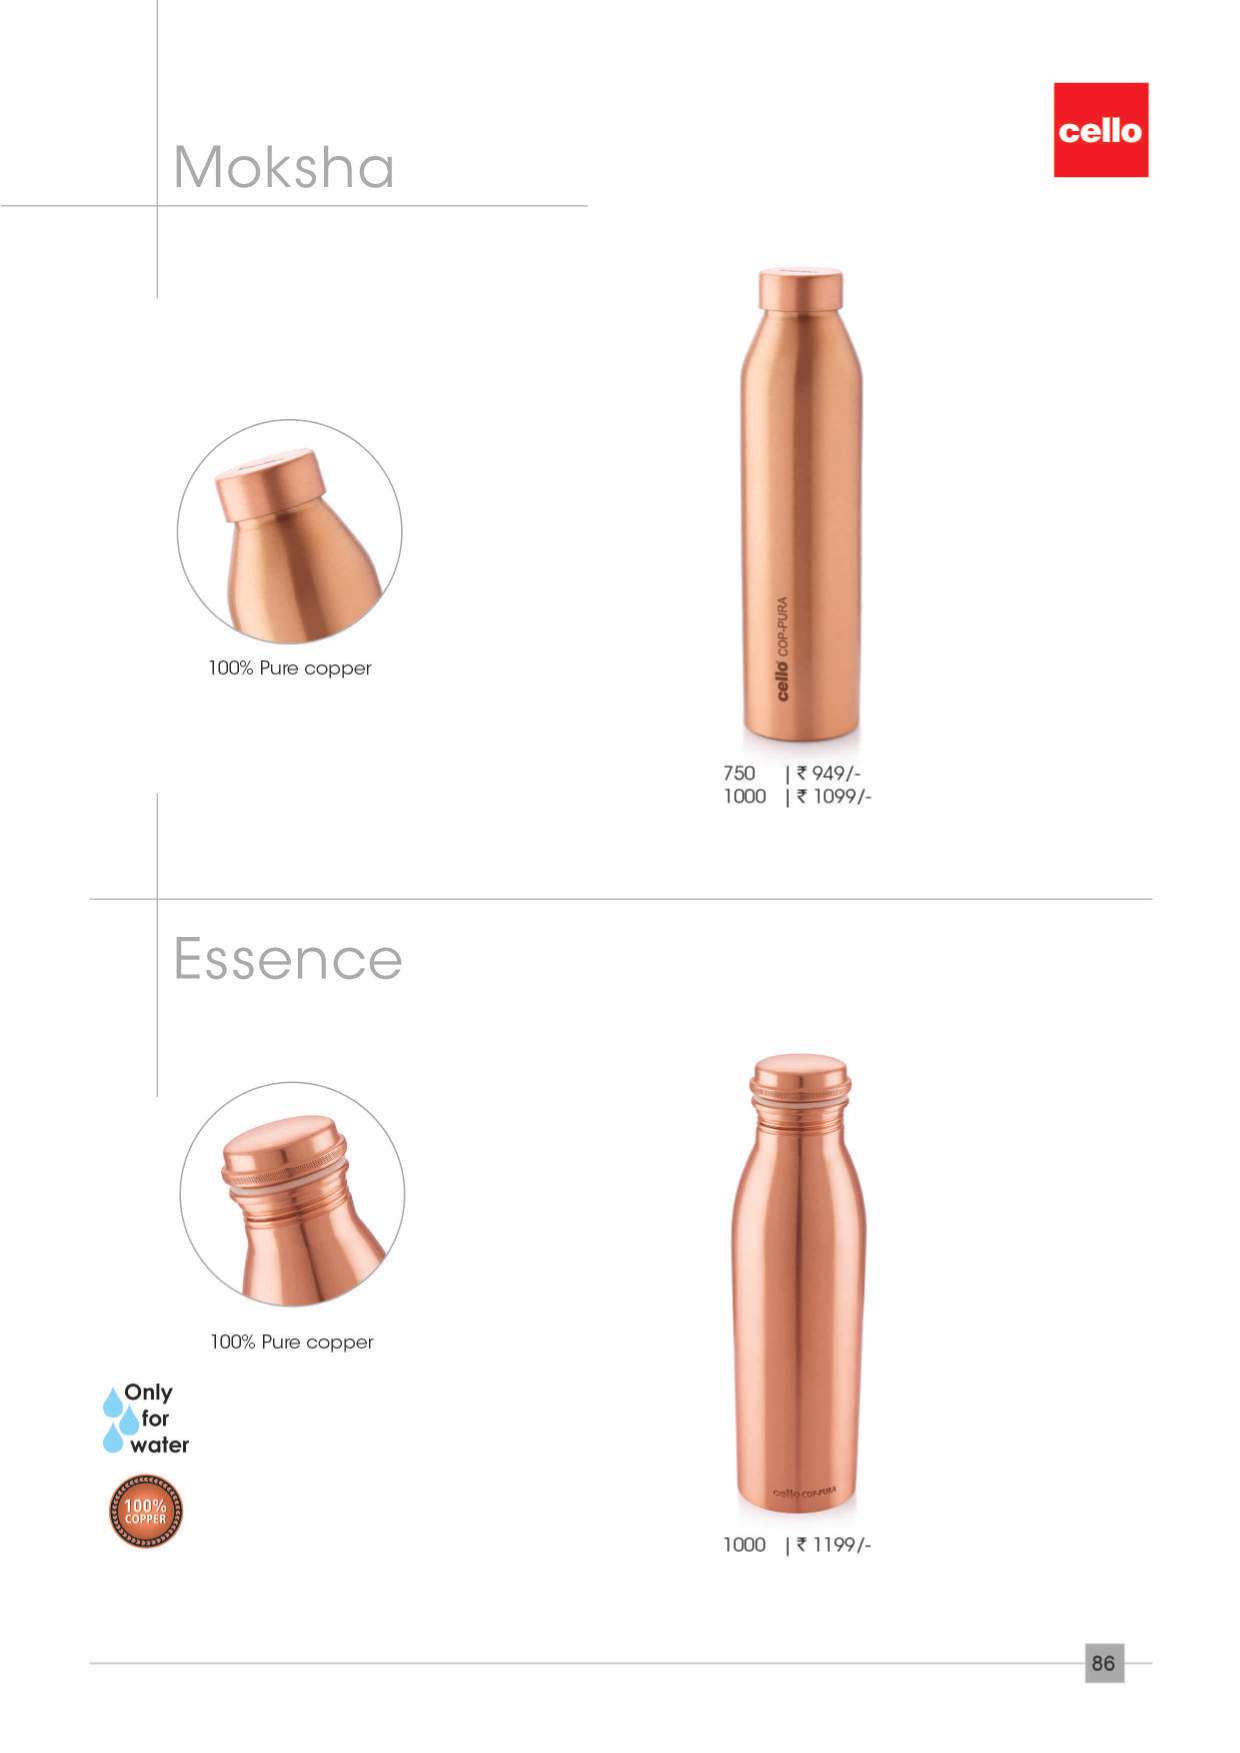 cello
Moksha
100% Pure copper
cello COP-PURA
750 | ₹ 949/-
1000 | ₹ 1099/-
Essence
100% Pure copper
Only
for
water
100%
COPPER
cello COP-PURA
1000 | ₹ 1199/-
86